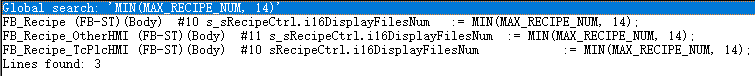 Global search: 'MIN(MAX_RECIPE_NUM, 14)'
FB_Recipe (FB-ST)(Body)  #10 s_sRecipeCtrl.i16DisplayFilesNum   := MIN(MAX_RECIPE_NUM, 14);
FB_Recipe_OtherHMI (FB-ST)(Body)  #11 s_sRecipeCtrl.i16DisplayFilesNum  := MIN(MAX_RECIPE_NUM, 14);
FB_Recipe_TcPlcHMI (FB-ST)(Body)  #10 sRecipeCtrl.i16DisplayFilesNum        := MIN(MAX_RECIPE_NUM, 14);
Lines found: 3